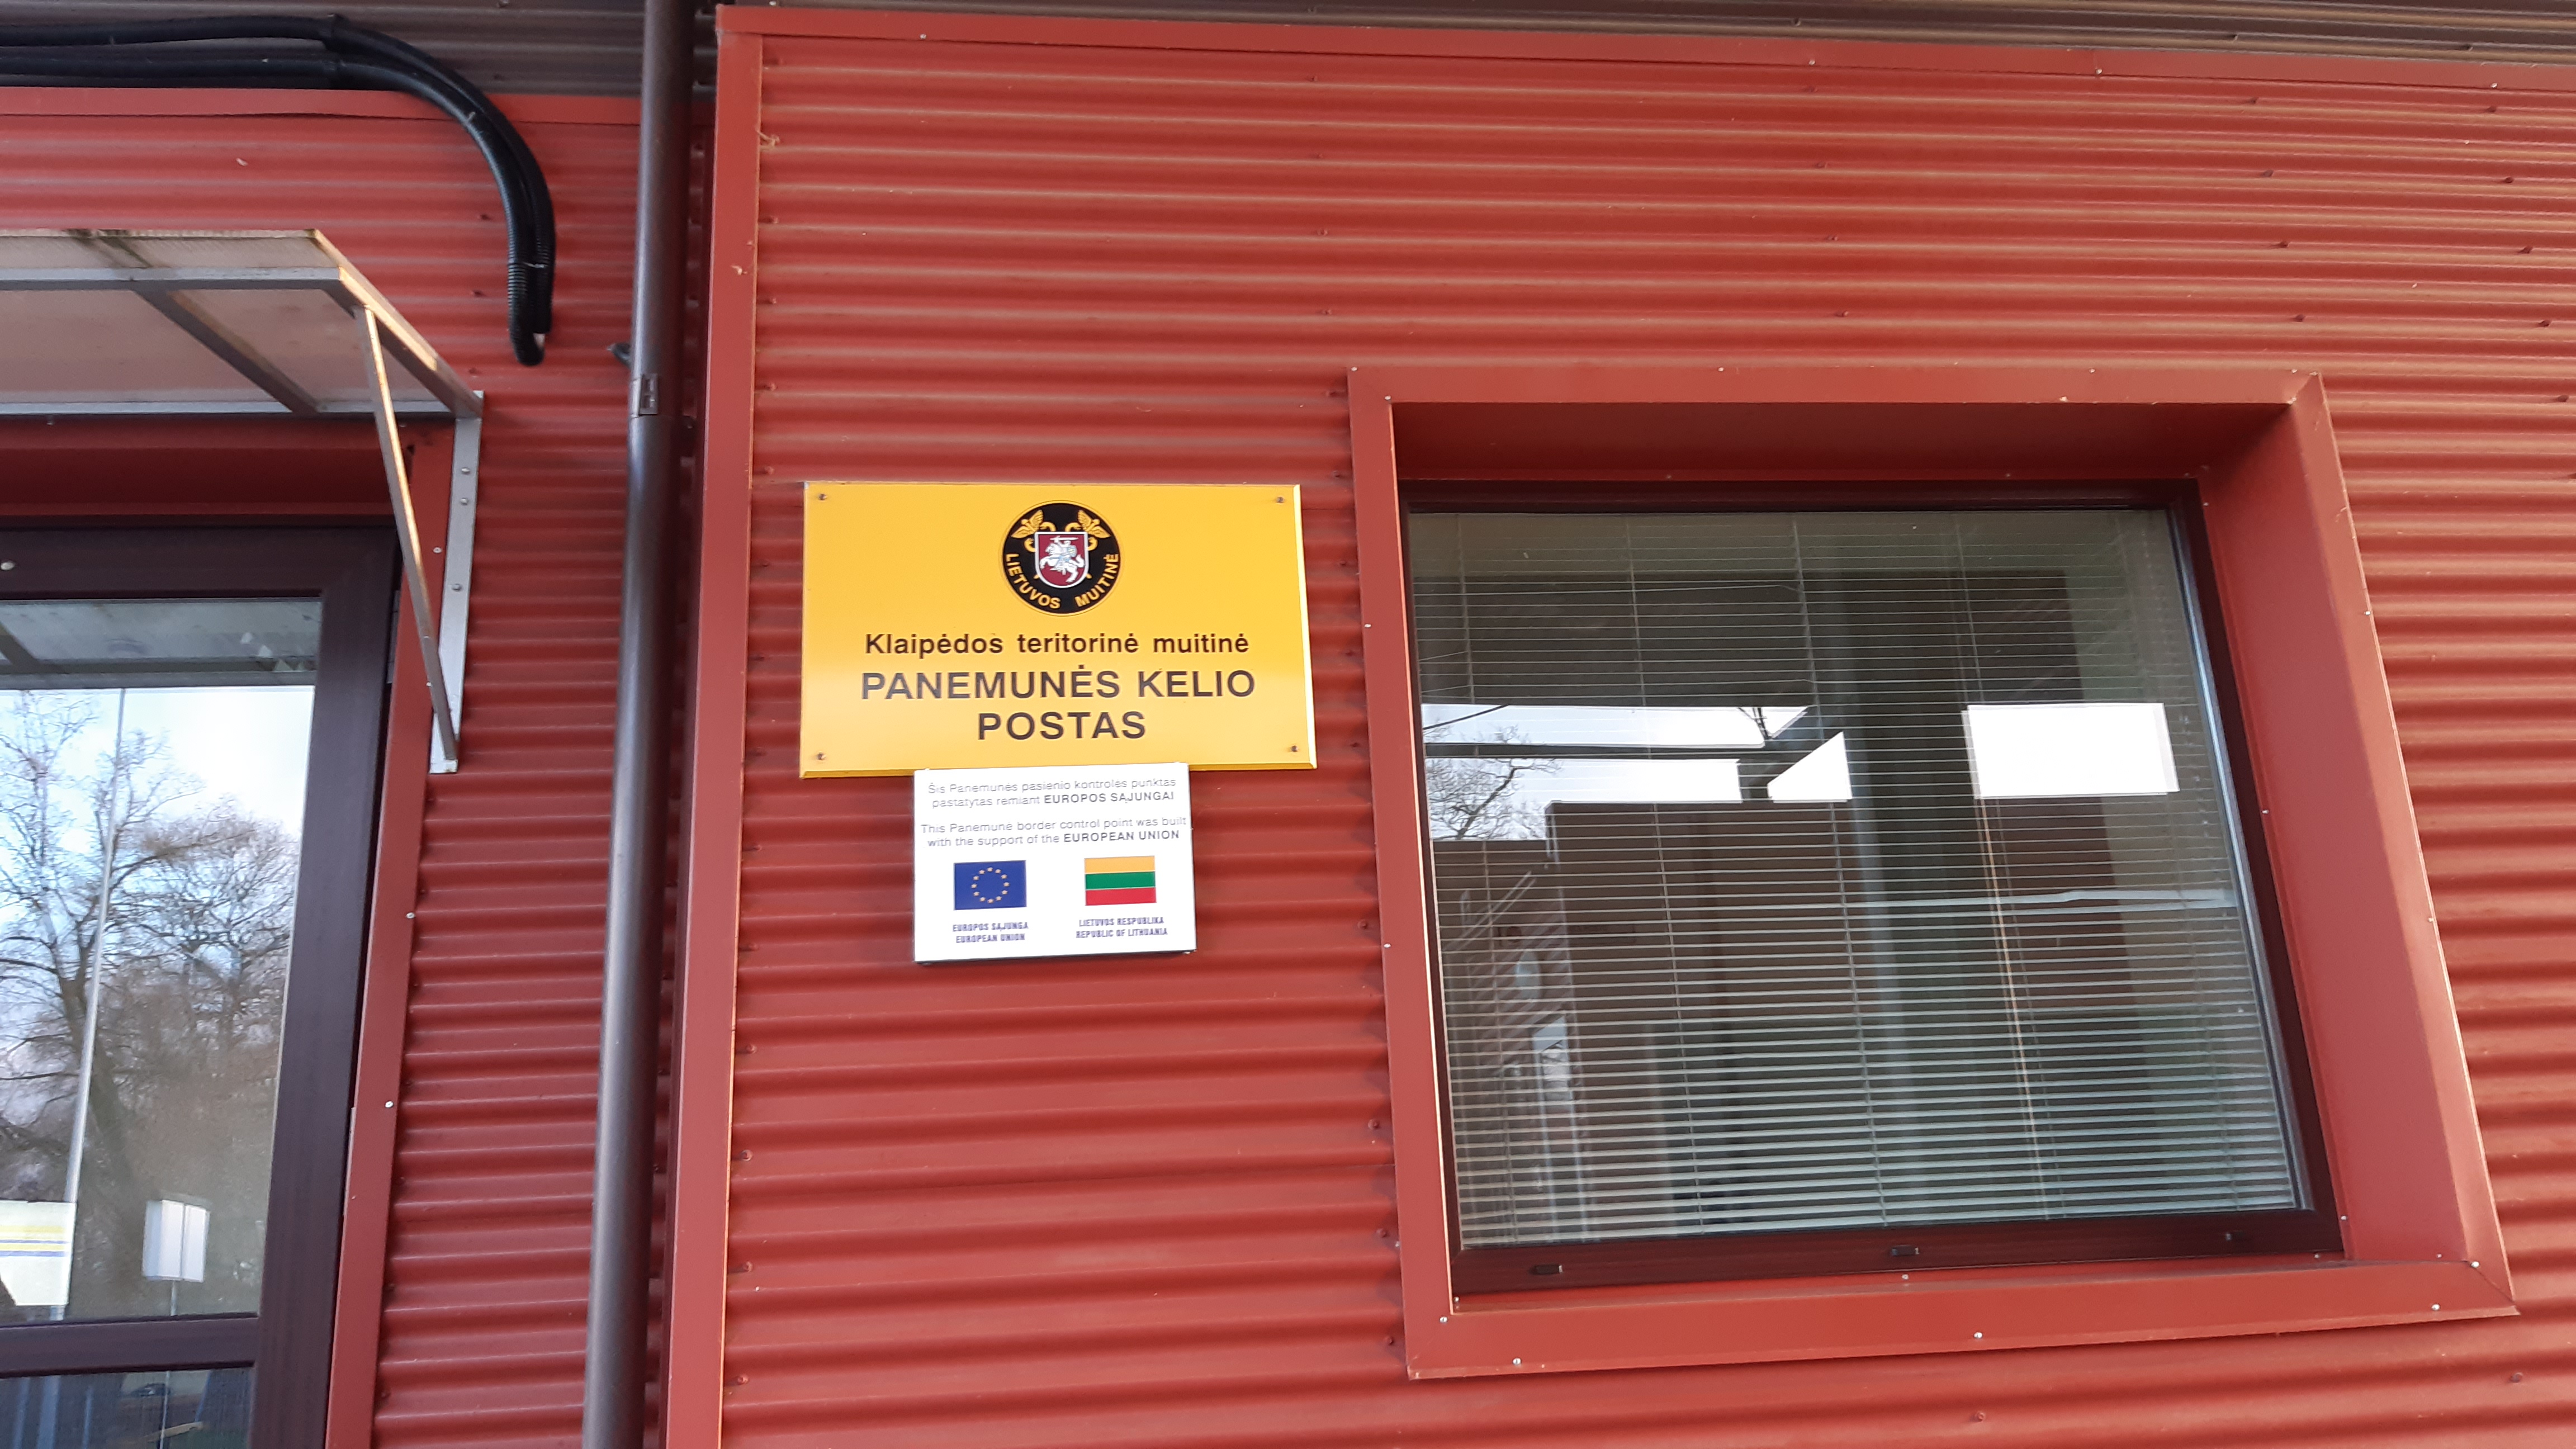 LIETUVOS MUITINĖ
Klaipėdos teritorinė muitinė
PANEMUNĖS KELIO
POSTAS
Šis Panemunės pasienio kontrolės punktas
pastatytas remiant EUROPOS SĄJUNGAI
This Panemune border control point was built
with the support of the EUROPEAN UNION
EUROPOS SĄJUNGA
EUROPEAN UNION
LIETUVOS RESPUBLIKA
REPUBLIC OF LITHUANIA